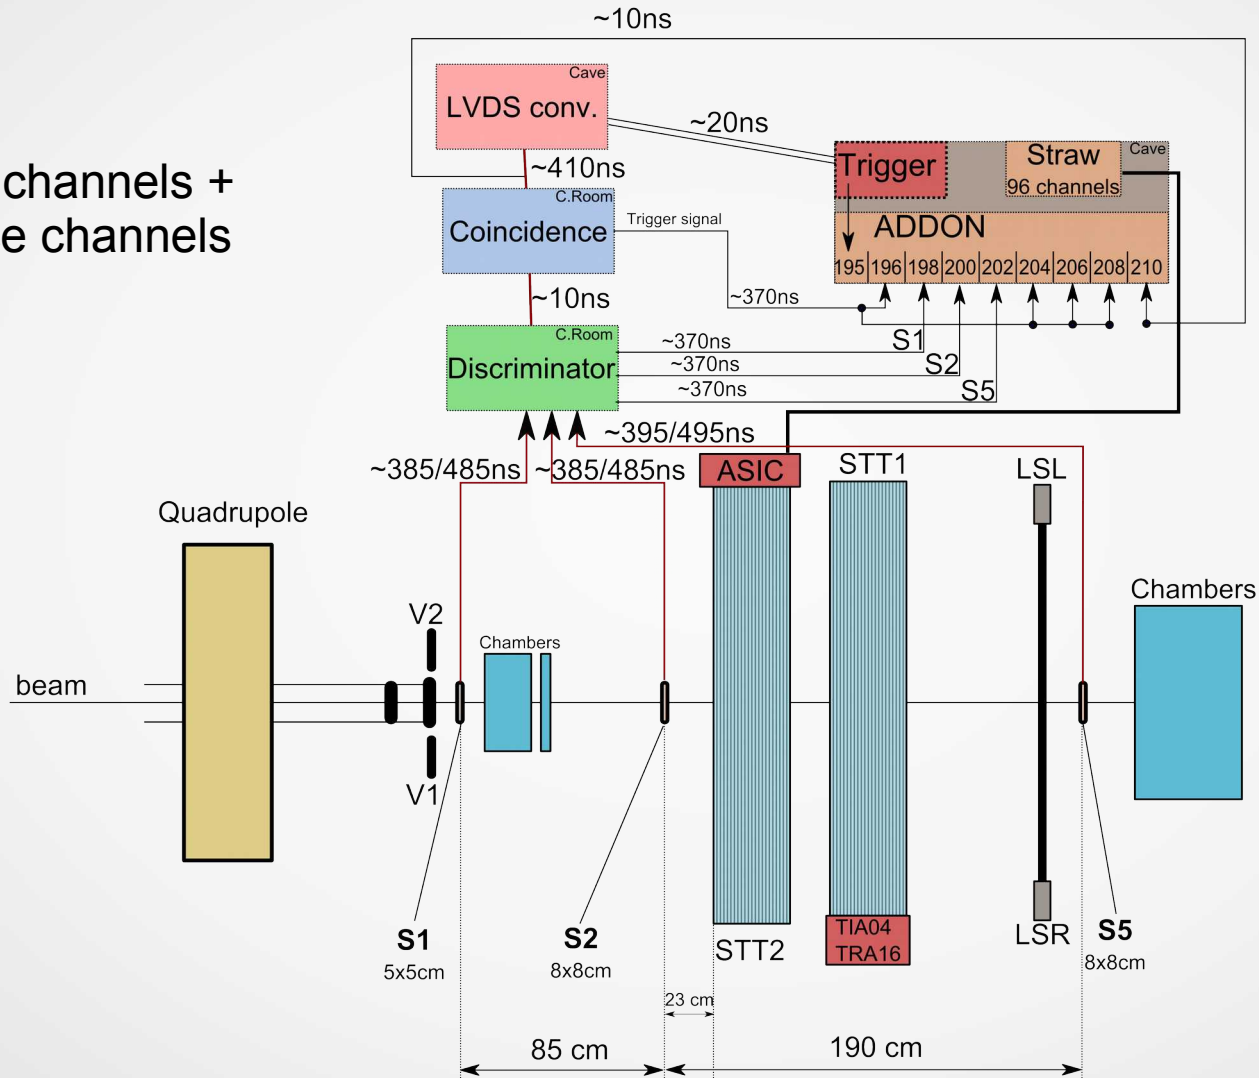 ~10ns
Cave
LVDS conv.
~20ns
channels +
e channels
~410ns
C.Room
Coincidence
Trigger signal
Trigger
Straw
96 channels
Cave
ADDON
195 196 198 200 202 204 206 208 210
~10ns
~370ns
C.Room
Discriminator
~370ns
S1
~370ns
S2
~370ns
S5
~395/495ns
~385/485ns
~385/485ns
ASIC
STT1
LSL
Quadrupole
Chambers
V2
Chambers
beam
V1
S1
5x5cm
S2
8x8cm
STT2
TIA04
TRA16
LSR
S5
8x8cm
23 cm
85 cm
190 cm